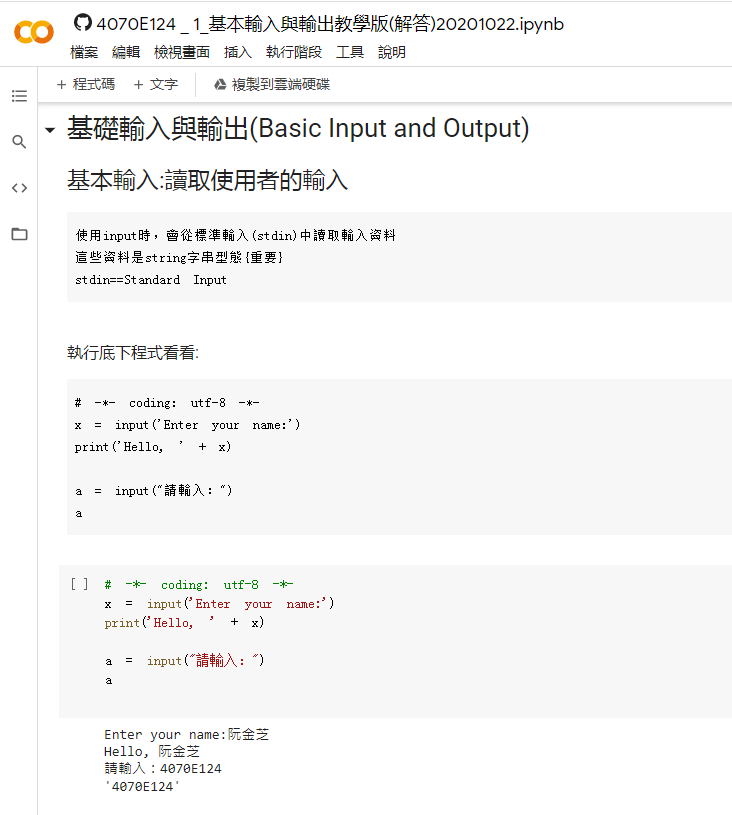 4070E124 _ 1_基本輸入與輸出教學版(解答)20201022.ipynb
檔案 編輯 檢視畫面 插入 執行階段 工具 說明
+ 程式碼 + 文字 複製到雲端硬碟
基礎輸入與輸出(Basic Input and Output)
基本輸入:讀取使用者的輸入
使用input時，會從標準輸入(stdin)中讀取輸入資料
這些資料是string字串型態{重要}
stdin==Standard Input
執行底下程式看看:
# -*- coding: utf-8 -*-
x = input('Enter your name:')
print('Hello, ' + x)
a = input("請輸入：")
a
[ ] # -*- coding: utf-8 -*-
x = input('Enter your name:')
print('Hello, ' + x)
a = input("請輸入：")
a
Enter your name:阮金芝
Hello, 阮金芝
請輸入：4070E124
'4070E124'